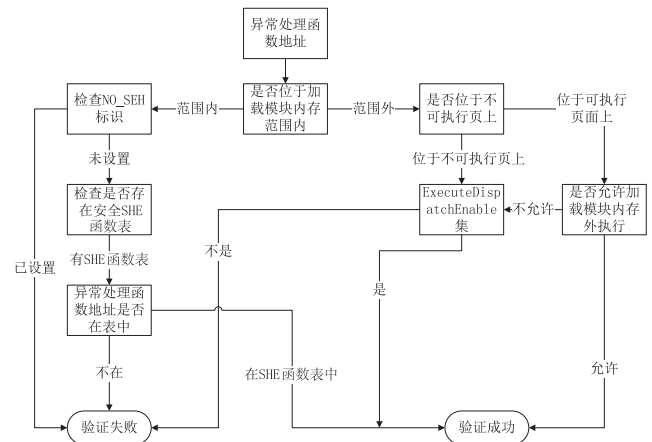 异常处理函
数地址
检查NO_SEH
标识
范围内
是否位于加
载模块内存
范围内
范围外
是否位于不
可执行页上
位于可执行
页面上
未设置
位于不可执行页上
检查是否存
在安全SHE
函数表
ExecuteDisp
atchEnable
集
不允许
是否允许加
载模块内存
外执行
不是
已设置
有SHE函数表
是
异常处理函
数地址是否
在表中
不在
在SHE函数表中
允许
验证失败
验证成功